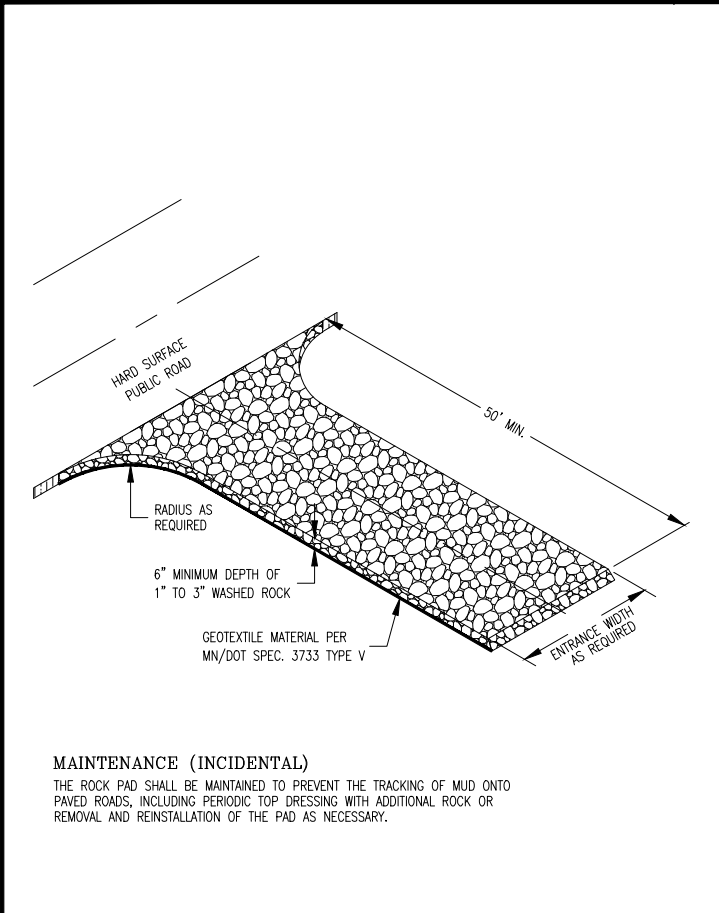 HARD SURFACE
PUBLIC ROAD
50' MIN.
RADIUS AS
REQUIRED
6" MINIMUM DEPTH OF
1" TO 3" WASHED ROCK
GEOTEXTILE MATERIAL PER
MN/DOT SPEC. 3733 TYPE V
ENTRANCE WIDTH
AS REQUIRED
MAINTENANCE (INCIDENTAL)
THE ROCK PAD SHALL BE MAINTAINED TO PREVENT THE TRACKING OF MUD ONTO
PAVED ROADS, INCLUDING PERIODIC TOP DRESSING WITH ADDITIONAL ROCK OR
REMOVAL AND REINSTALLATION OF THE PAD AS NECESSARY.